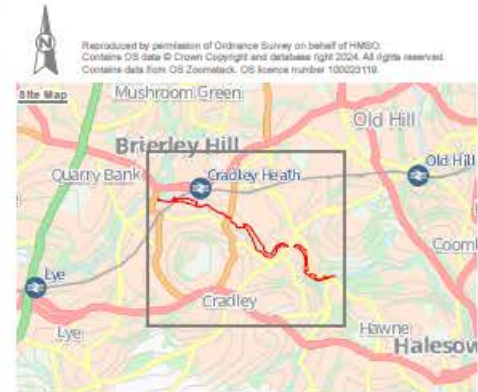 N
Reproduced by permission of Ordnance Survey on behalf of HMSO.
Contains OS data © Crown Copyright and database right 2024. All rights reserved.
Contains data from OS Zoomstack. OS licence number 100023119.
Site Map
Mushroom Green
Old Hill
Brierley Hill
Quarry Bank
Cradley Heath
Old Hill
Coom
Lye
Cradley
Lye
Hawne
Halesow